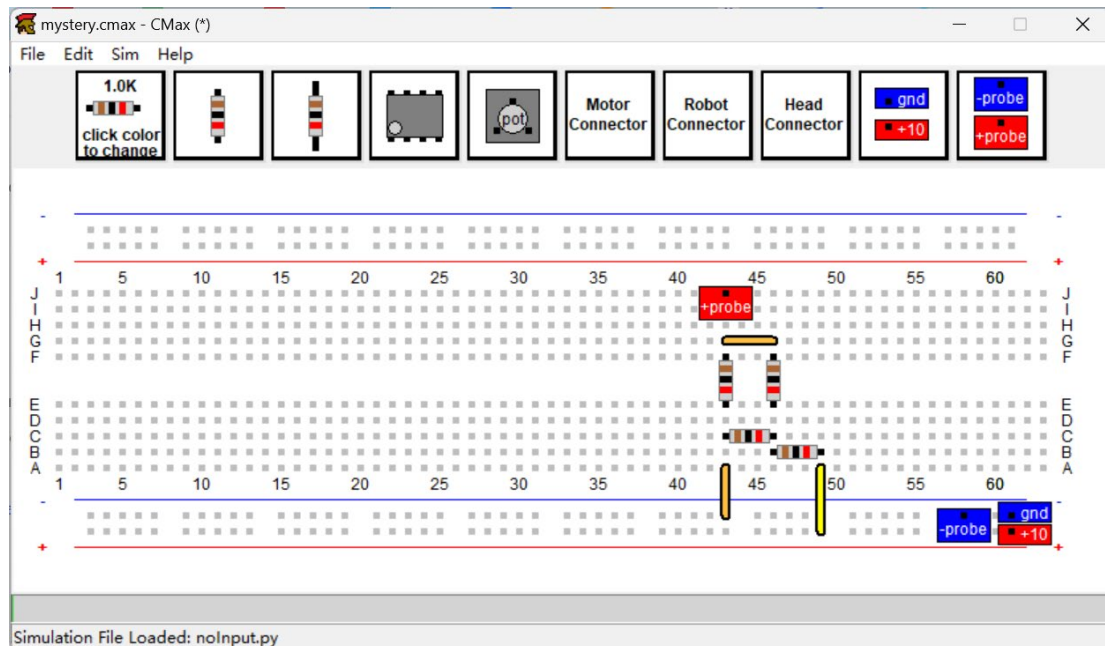 mystery.cmax - CMax (*)
File Edit Sim Help
1.0K
click color
to change
pot
Motor
Connector
Robot
Connector
Head
Connector
gnd
+10
-probe
+probe
- -
+ +
1 5 10 15 20 25 30 35 40 45 50 55 60
J J
I I
H H
G G
F F
+probe
E E
D D
C C
B B
A A
1 5 10 15 20 25 30 35 40 45 50 55 60
- -
-probe
gnd
+10
+ +
Simulation File Loaded: noInput.py